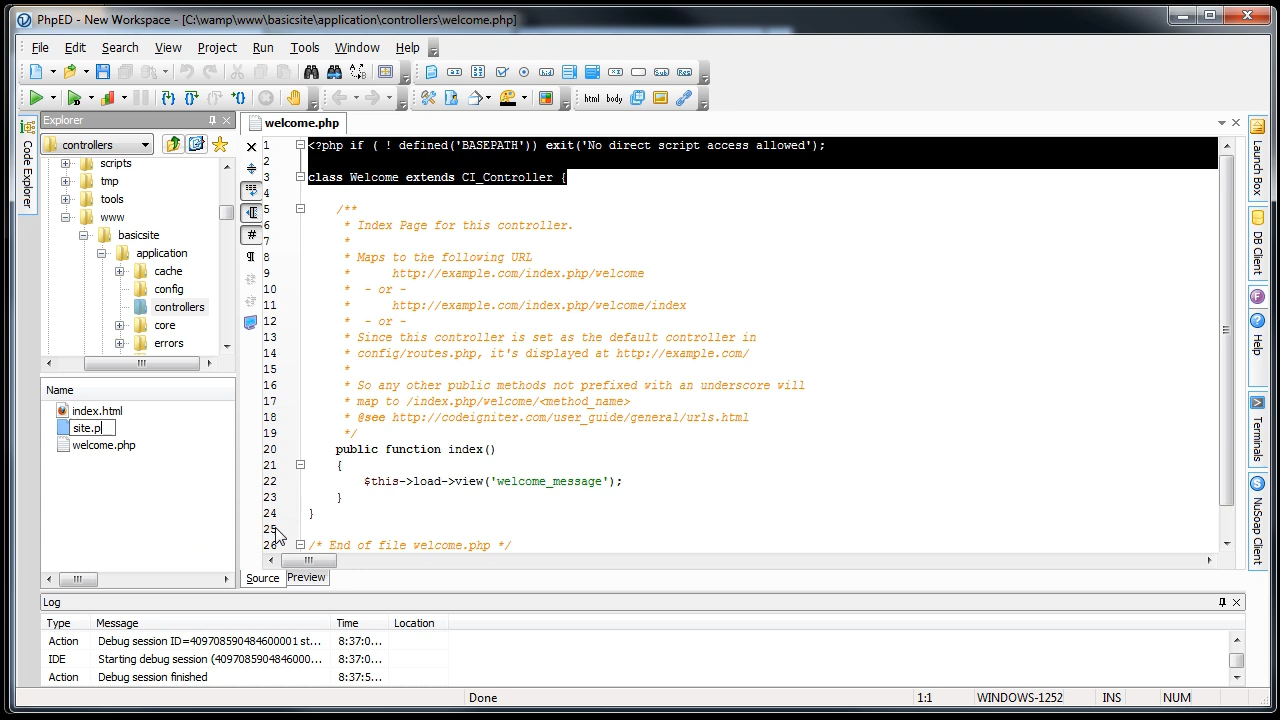 PhpED - New Workspace - [C:\wamp\www\basicsite\application\controllers\welcome.php]
File Edit Search View Project Run Tools Window Help
html body
Explorer
controllers
scripts
tmp
tools
www
basicsite
application
cache
config
controllers
core
errors
Name
index.html
site.p
welcome.php
Code Explorer
welcome.php
1 <?php if ( ! defined('BASEPATH')) exit('No direct script access allowed');
2
3 class Welcome extends CI_Controller {
4
5 /**
6 * Index Page for this controller.
7 *
8 * Maps to the following URL
9 * http://example.com/index.php/welcome
10 * - or -
11 * http://example.com/index.php/welcome/index
12 * - or -
13 * Since this controller is set as the default controller in
14 * config/routes.php, it's displayed at http://example.com/
15 *
16 * So any other public methods not prefixed with an underscore will
17 * map to /index.php/welcome/<method_name>
18 * @see http://codeigniter.com/user_guide/general/urls.html
19 */
20 public function index()
21 {
22 $this->load->view('welcome_message');
23 }
24 }
25
26 /* End of file welcome.php */
Source Preview
Launch Box
DB Client
Help
Terminals
NuSoap Client
Log
Type Message Time Location
Action Debug session ID=409708590484600001 st... 8:37:0...
IDE Starting debug session (4097085904846000... 8:37:0...
Action Debug session finished 8:37:5...
Done 1:1 WINDOWS-1252 INS NUM